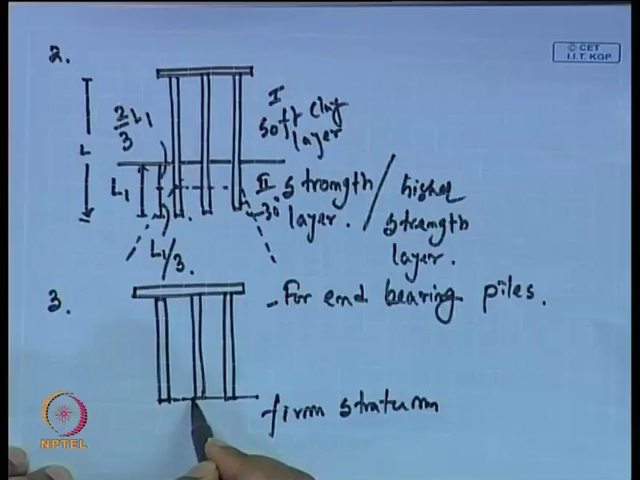 © CET
I.I.T. KGP
2.
I
soft clay
layer
2/3 L1
L
L1
II strength
layer. / higher
strength
layer.
30°
L1/3.
3.
- For end bearing piles.
firm stratum
NPTEL